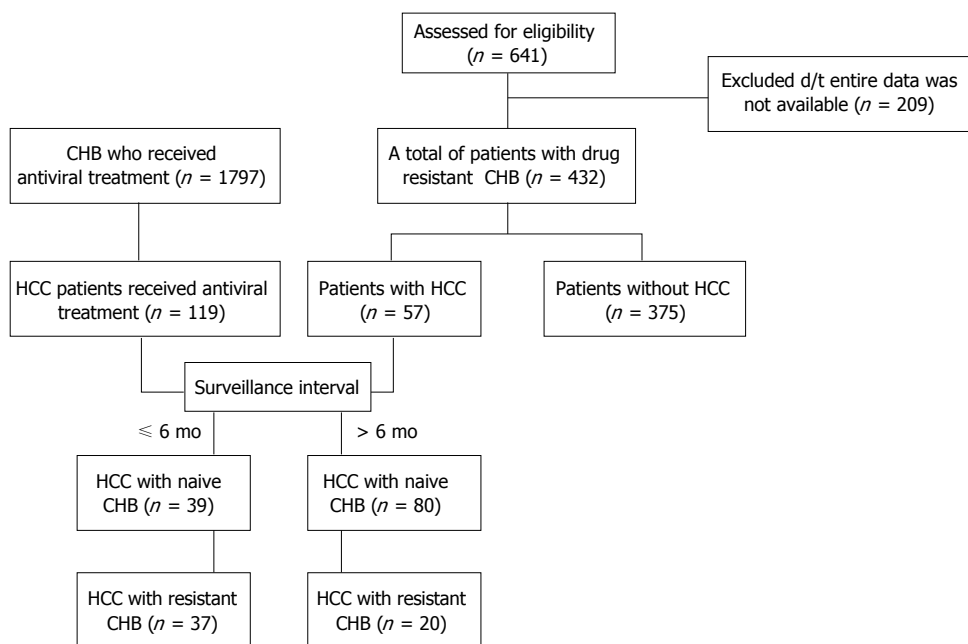 Assessed for eligibility
(n = 641)
Excluded d/t entire data was
not available (n = 209)
CHB who received
antiviral treatment (n = 1797)
A total of patients with drug
resistant CHB (n = 432)
HCC patients received antiviral
treatment (n = 119)
Patients with HCC
(n = 57)
Patients without HCC
(n = 375)
Surveillance interval
≤ 6 mo
> 6 mo
HCC with naive
CHB (n = 39)
HCC with naive
CHB (n = 80)
HCC with resistant
CHB (n = 37)
HCC with resistant
CHB (n = 20)